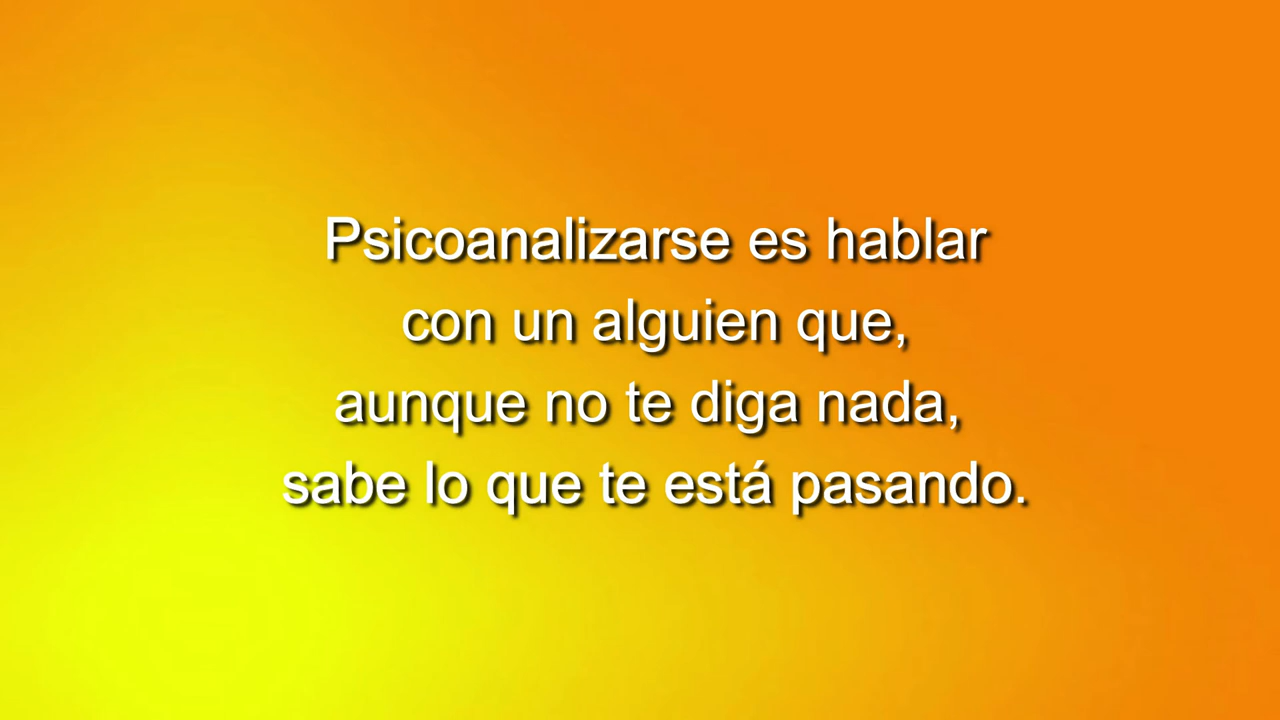 Psicoanalizarse es hablar
con un alguien que,
aunque no te diga nada,
sabe lo que te está pasando.